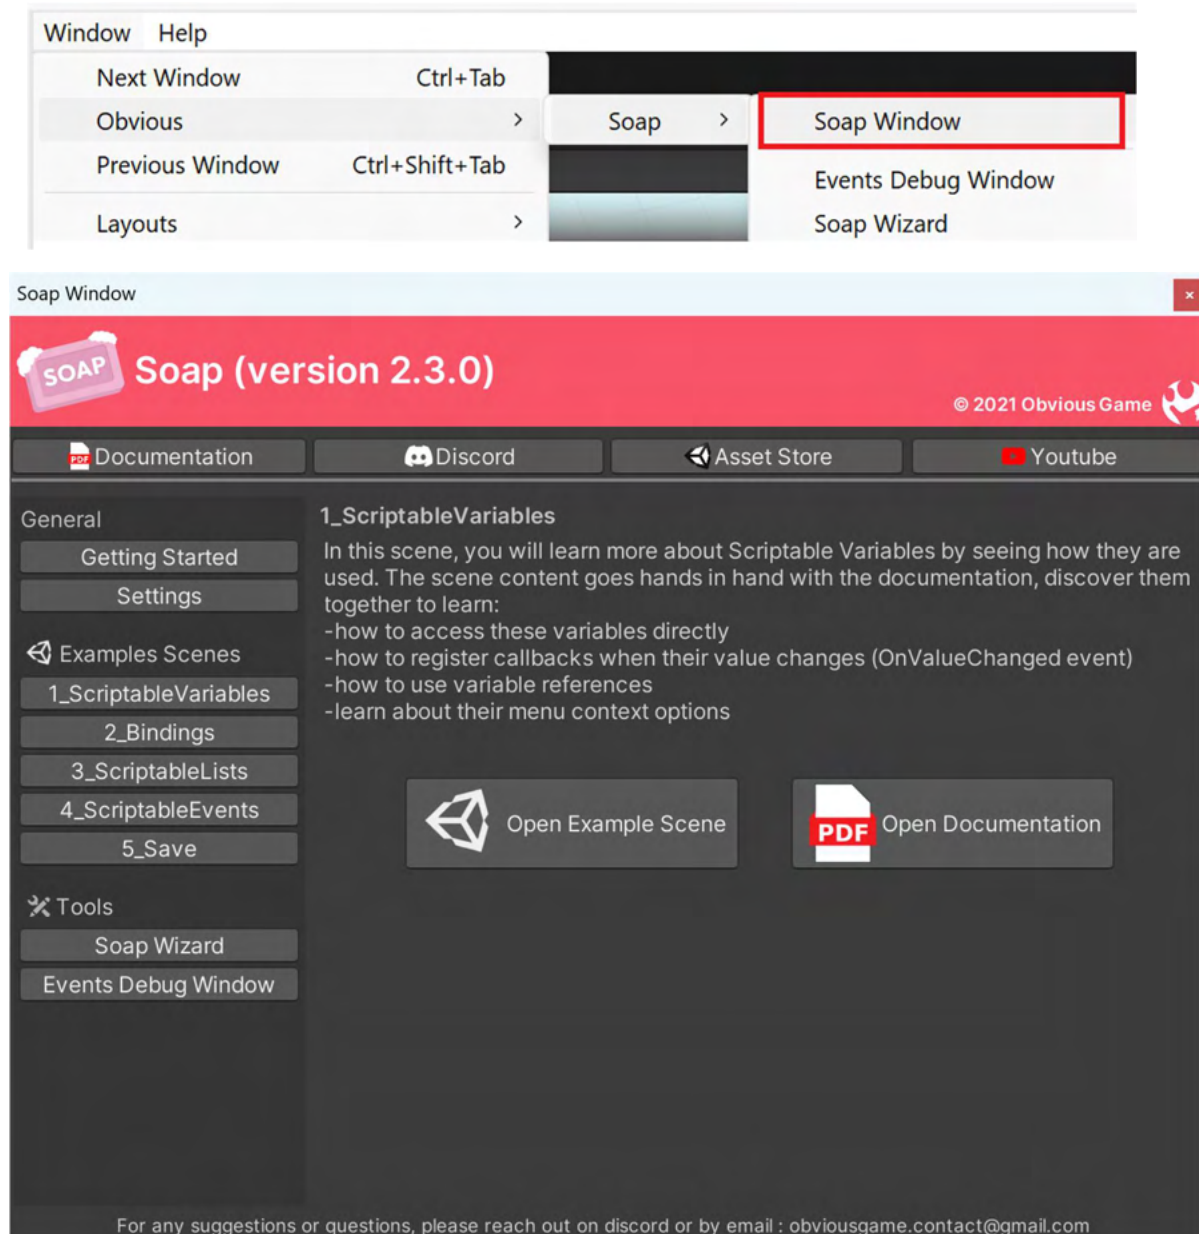 Window Help
Next Window Ctrl+Tab
Obvious > Soap > Soap Window
Previous Window Ctrl+Shift+Tab
Events Debug Window
Layouts > Soap Wizard
Soap Window x
SOAP Soap (version 2.3.0)
© 2021 Obvious Game
PDF Documentation Discord Asset Store Youtube
General
Getting Started
Settings
Examples Scenes
1_ScriptableVariables
2_Bindings
3_ScriptableLists
4_ScriptableEvents
5_Save
Tools
Soap Wizard
Events Debug Window
1_ScriptableVariables
In this scene, you will learn more about Scriptable Variables by seeing how they are
used. The scene content goes hands in hand with the documentation, discover them
together to learn:
-how to access these variables directly
-how to register callbacks when their value changes (OnValueChanged event)
-how to use variable references
-learn about their menu context options
Open Example Scene PDF Open Documentation
For any suggestions or questions, please reach out on discord or by email : obviousgame.contact@gmail.com